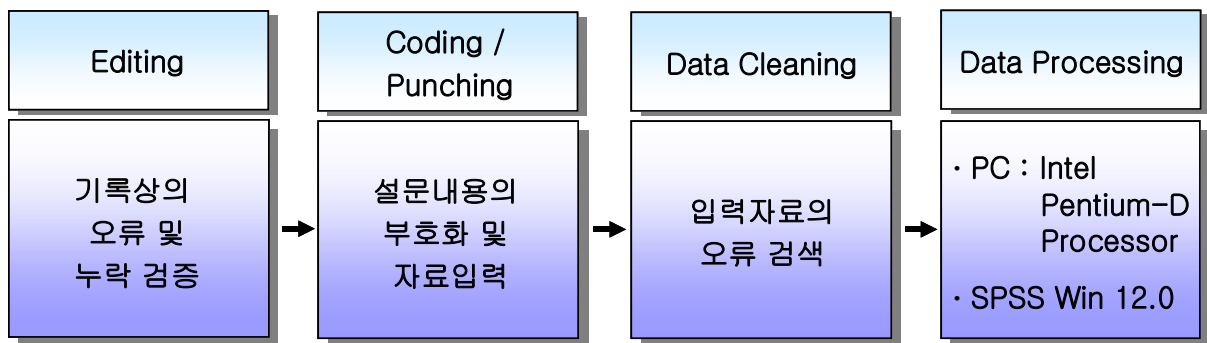 Editing
기록상의
오류 및
누락 검증
Coding /
Punching
설문내용의
부호화 및
자료입력
Data Cleaning
입력자료의
오류 검색
Data Processing
· PC : Intel
Pentium-D
Processor
· SPSS Win 12.0